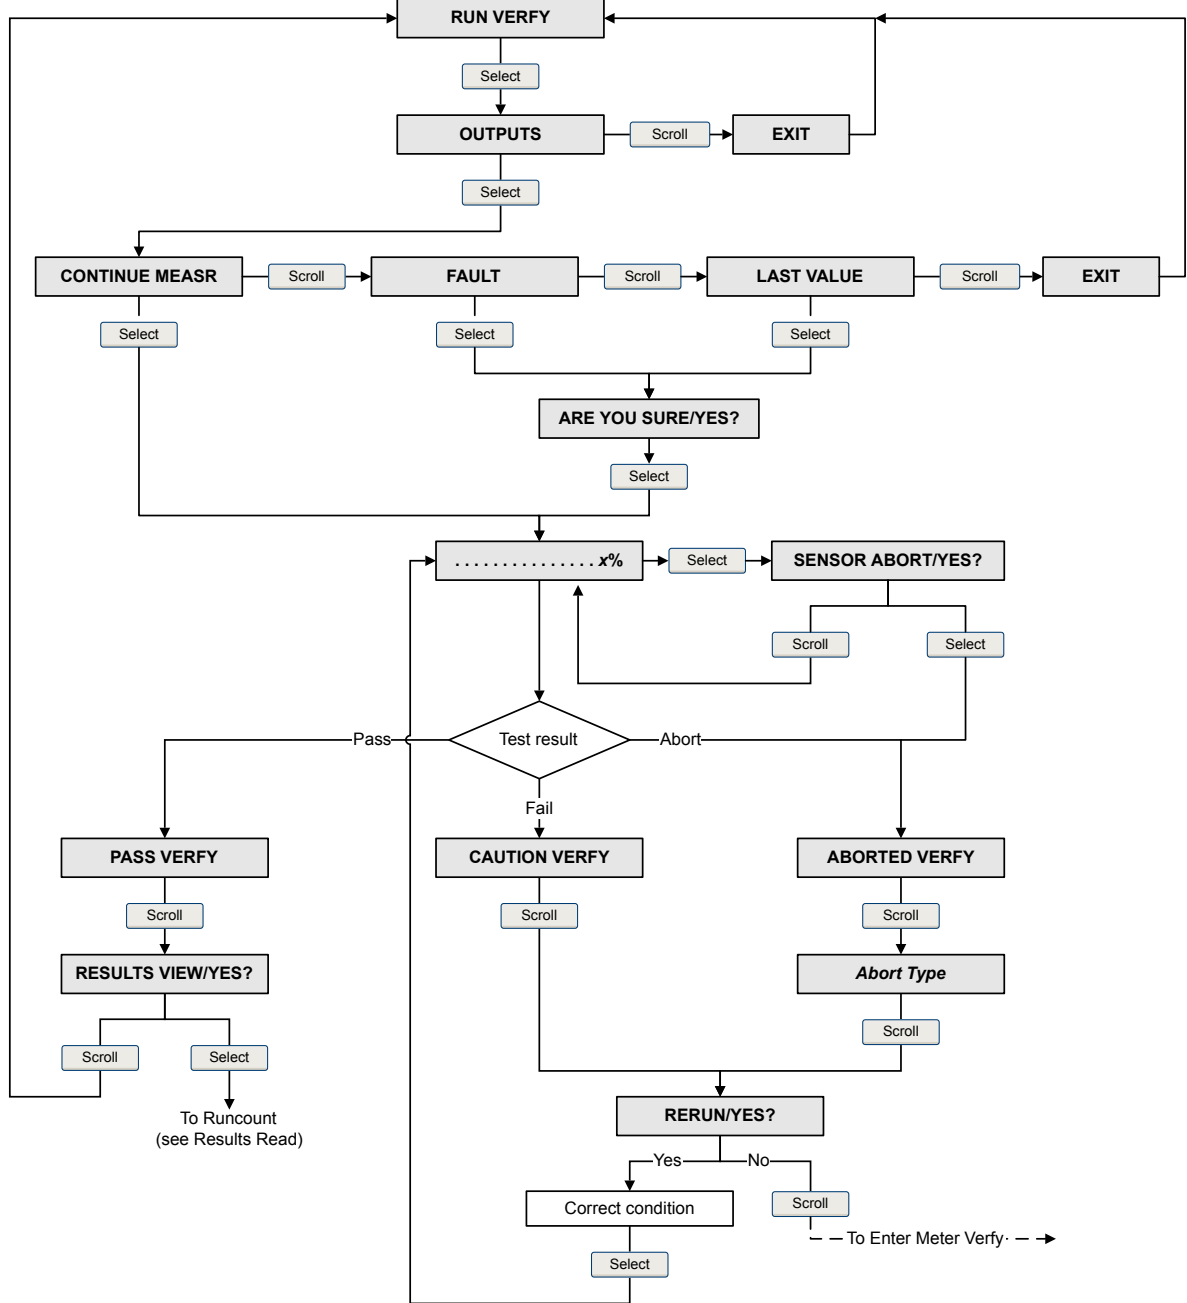 RUN VERFY
Select
OUTPUTS
Scroll
EXIT
Select
CONTINUE MEASR
Scroll
FAULT
Scroll
LAST VALUE
Scroll
EXIT
Select
Select
Select
ARE YOU SURE/YES?
Select
. . . . . . . . . . . . . . . x%
Select
SENSOR ABORT/YES?
Scroll
Select
Pass
Test result
Abort
Fail
PASS VERFY
CAUTION VERFY
ABORTED VERFY
Scroll
Scroll
Scroll
RESULTS VIEW/YES?
Abort Type
Scroll
Scroll
Select
RERUN/YES?
To Runcount
(see Results Read)
Yes
No
Correct condition
Scroll
To Enter Meter Verfy
Select